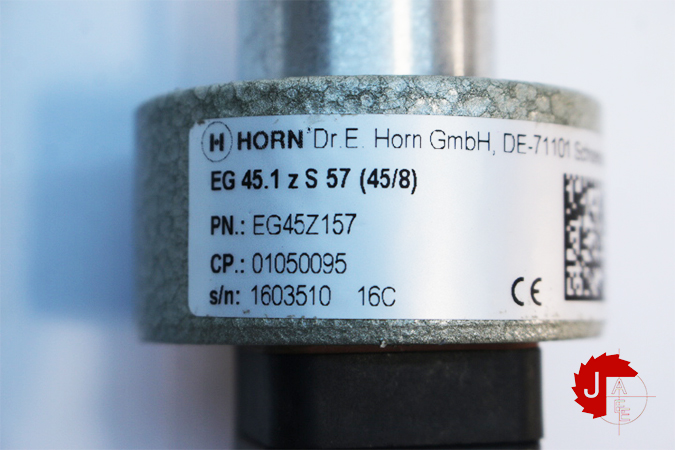 H HORN Dr. E. Horn GmbH, DE-71101
EG 45.1 z S 57 (45/8)
PN.: EG45Z157
CP.: 01050095
s/n: 1603510 16C
CE
J
A
E
E